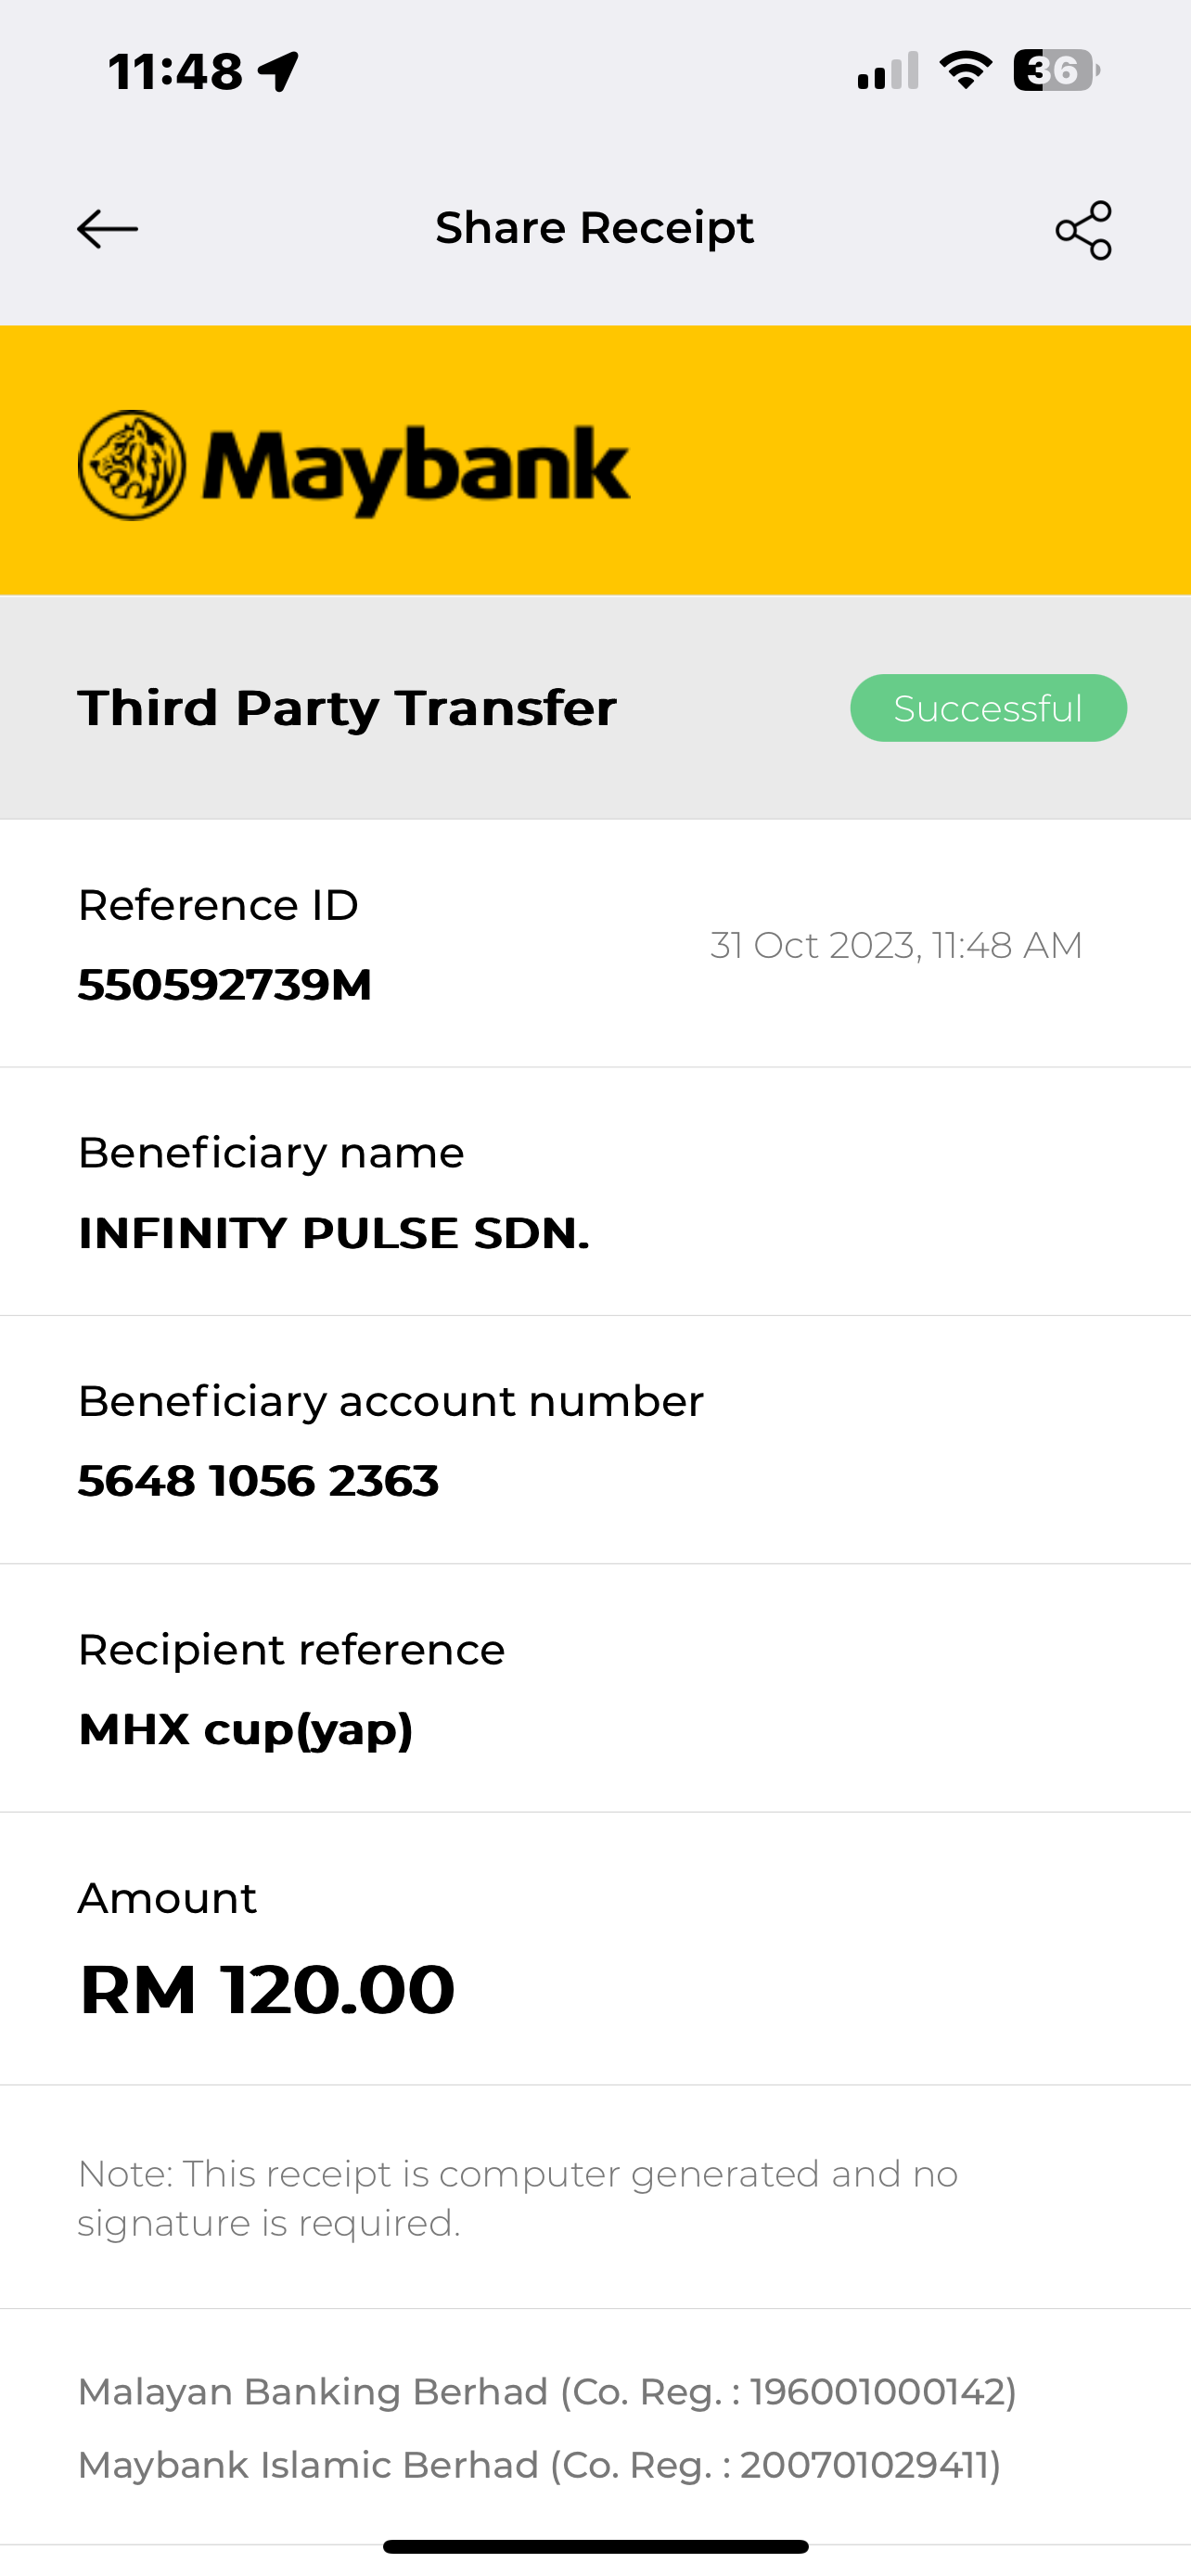 11:48
36
Share Receipt
Maybank
Third Party Transfer
Successful
Reference ID
31 Oct 2023, 11:48 AM
550592739M
Beneficiary name
INFINITY PULSE SDN.
Beneficiary account number
5648 1056 2363
Recipient reference
MHX cup(yap)
Amount
RM 120.00
Note: This receipt is computer generated and no
signature is required.
Malayan Banking Berhad (Co. Reg. : 196001000142)
Maybank Islamic Berhad (Co. Reg. : 200701029411)